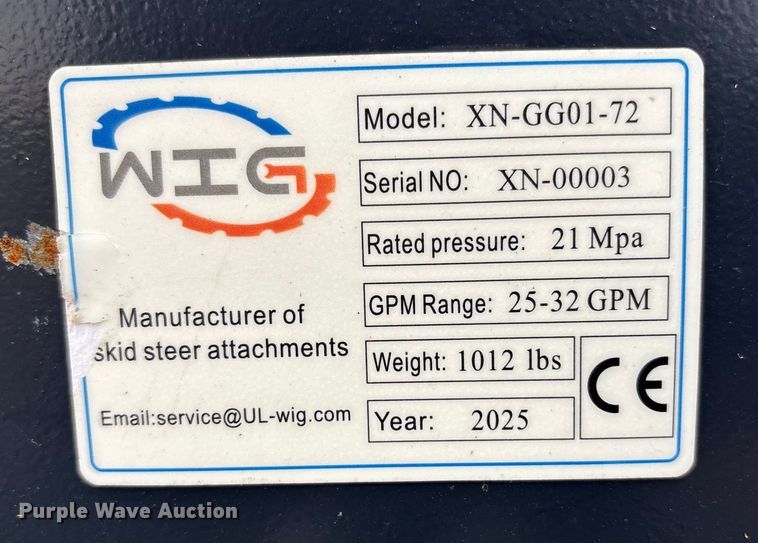 WIG
Manufacturer of
skid steer attachments
Email:service@UL-wig.com
Model: XN-GG01-72
Serial NO: XN-00003
Rated pressure: 21 Mpa
GPM Range: 25-32 GPM
Weight: 1012 lbs
Year: 2025
CE
Purple Wave Auction